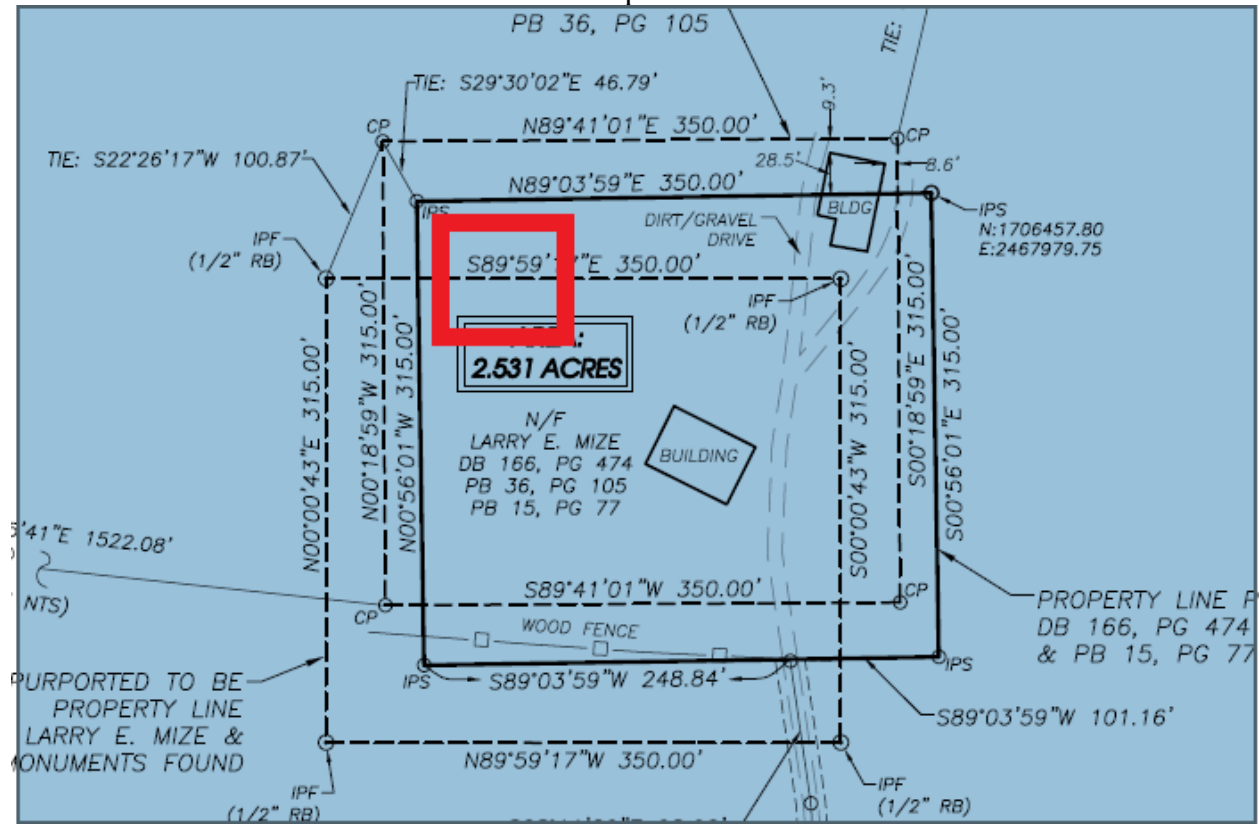 PB 36, PG 105
TIE:
TIE: S29°30'02"E 46.79'
9.3'
CP
N89°41'01"E 350.00'
CP
TIE: S22°26'17"W 100.87'
28.5'
8.6'
N89°03'59"E 350.00'
IPS
BLDG
IPS
N:1706457.80
E:2467979.75
DIRT/GRAVEL
DRIVE
IPF
(1/2" RB)
S89°59'17"E 350.00'
IPF
(1/2" RB)
2.531 ACRES
N/F
LARRY E. MIZE
DB 166, PG 474
PB 36, PG 105
PB 15, PG 77
BUILDING
N00°00'43"E 315.00'
N00°18'59"W 315.00'
N00°56'01"W 315.00'
S00°00'43"W 315.00'
S00°18'59"E 315.00'
S00°56'01"E 315.00'
41"E 1522.08'
NTS)
S89°41'01"W 350.00'
CP
CP
WOOD FENCE
PROPERTY LINE
DB 166, PG 474
& PB 15, PG 77
IPS
S89°03'59"W 248.84'
IPS
PURPORTED TO BE
PROPERTY LINE
LARRY E. MIZE &
MONUMENTS FOUND
S89°03'59"W 101.16'
N89°59'17"W 350.00'
IPF
(1/2" RB)
IPF
(1/2" RB)